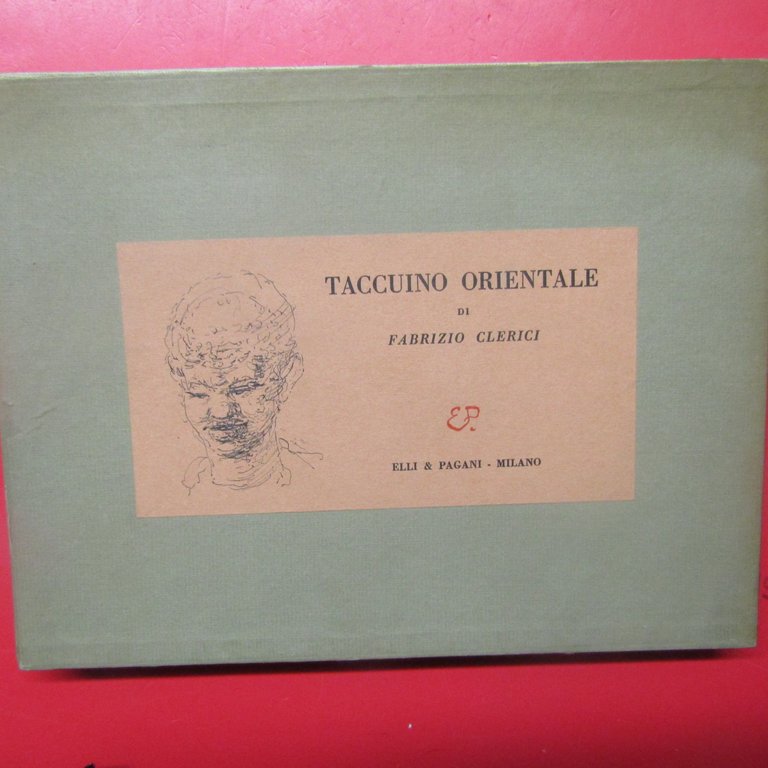 TACCUINO ORIENTALE
DI
FABRIZIO CLERICI
EP.
ELLI & PAGANI - MILANO